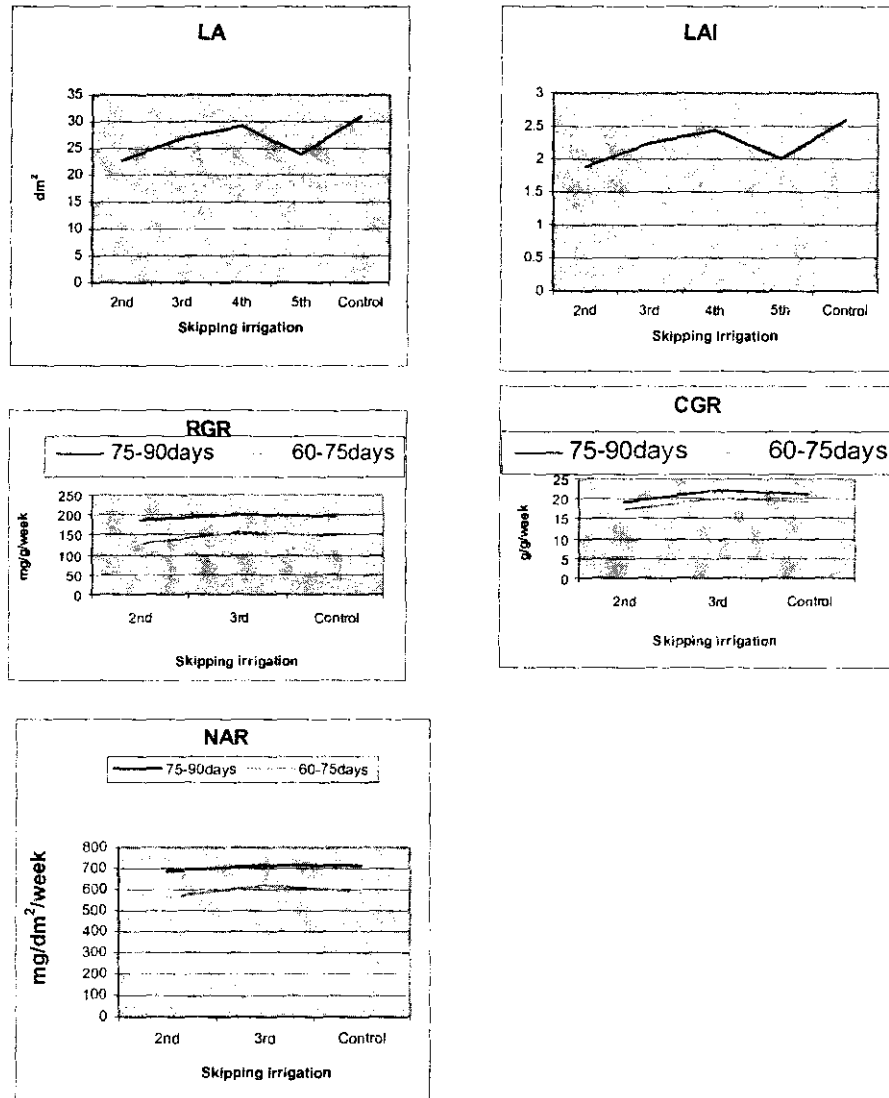 LA
35
30
25
20
15
10
5
0
dm²
2nd 3rd 4th 5th Control
Skipping irrigation
LAI
3
2.5
2
1.5
1
0.5
0
2nd 3rd 4th 5th Control
Skipping irrigation
RGR
75-90days 60-75days
250
200
150
100
50
0
mg/g/week
2nd 3rd Control
Skipping irrigation
CGR
75-90days 60-75days
25
20
15
10
5
0
g/g/week
2nd 3rd Control
Skipping irrigation
NAR
75-90days 60-75days
800
700
600
500
400
300
200
100
0
mg/dm²/week
2nd 3rd Control
Skipping irrigation